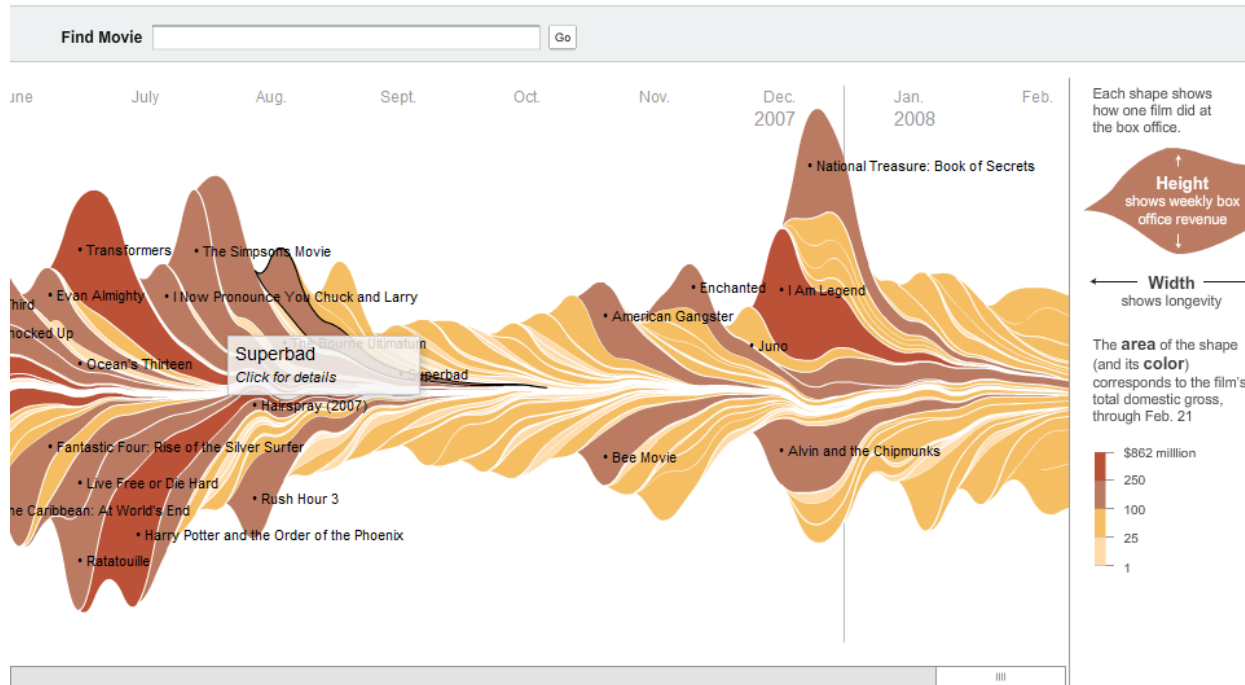 Find Movie
Go
June July Aug. Sept. Oct. Nov. Dec. Jan. Feb.
2007 2008
National Treasure: Book of Secrets
Transformers
The Simpsons Movie
Enchanted
I Am Legend
Third
Evan Almighty
I Now Pronounce You Chuck and Larry
American Gangster
nocked Up
Juno
The Bourne Ultimatum
Ocean's Thirteen
Superbad
Click for details
Superbad
Hairspray (2007)
Fantastic Four: Rise of the Silver Surfer
Bee Movie
Alvin and the Chipmunks
Live Free or Die Hard
Rush Hour 3
he Caribbean: At World's End
Harry Potter and the Order of the Phoenix
Ratatouille
Each shape shows
how one film did at
the box office.
Height
shows weekly box
office revenue
Width
shows longevity
The area of the shape
(and its color)
corresponds to the film's
total domestic gross,
through Feb. 21
$862 milllion
250
100
25
1